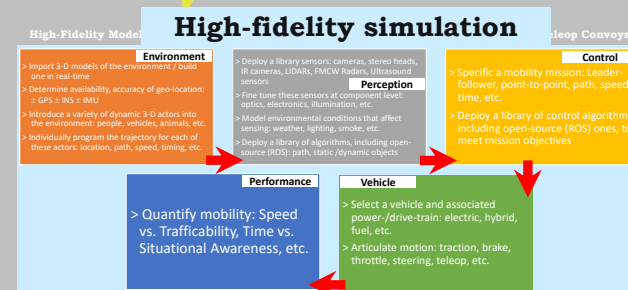 High-fidelity simulation
High-Fidelity Model
leop Convoys
Environment
> Import 3-D models of the environment / build
one in real-time
> Determine availability, accuracy of geo-location:
± GPS ± INS ± IMU
> Introduce a variety of dynamic 3-D actors into
the environment: people, vehicles, animals, etc.
> Individually program the trajectory for each of
these actors: location, path, speed, timing, etc.
> Deploy a library sensors: cameras, stereo heads,
IR cameras, LIDARs, FMCW Radars, Ultrasound
sensors
Perception
> Fine tune these sensors at component level:
optics, electronics, illumination, etc.
> Model environmental conditions that affect
sensing: weather, lighting, smoke, etc.
> Deploy a library of algorithms, including open-
source (ROS): path, static /dynamic objects
Control
> Specific a mobility mission: Leader-
follower, point-to-point, path, speed
time, etc.
> Deploy a library of control algorithm
including open-source (ROS) ones, to
meet mission objectives
Performance
> Quantify mobility: Speed
vs. Trafficability, Time vs.
Situational Awareness, etc.
Vehicle
> Select a vehicle and associated
power-/drive-train: electric, hybrid,
fuel, etc.
> Articulate motion: traction, brake,
throttle, steering, teleop, etc.